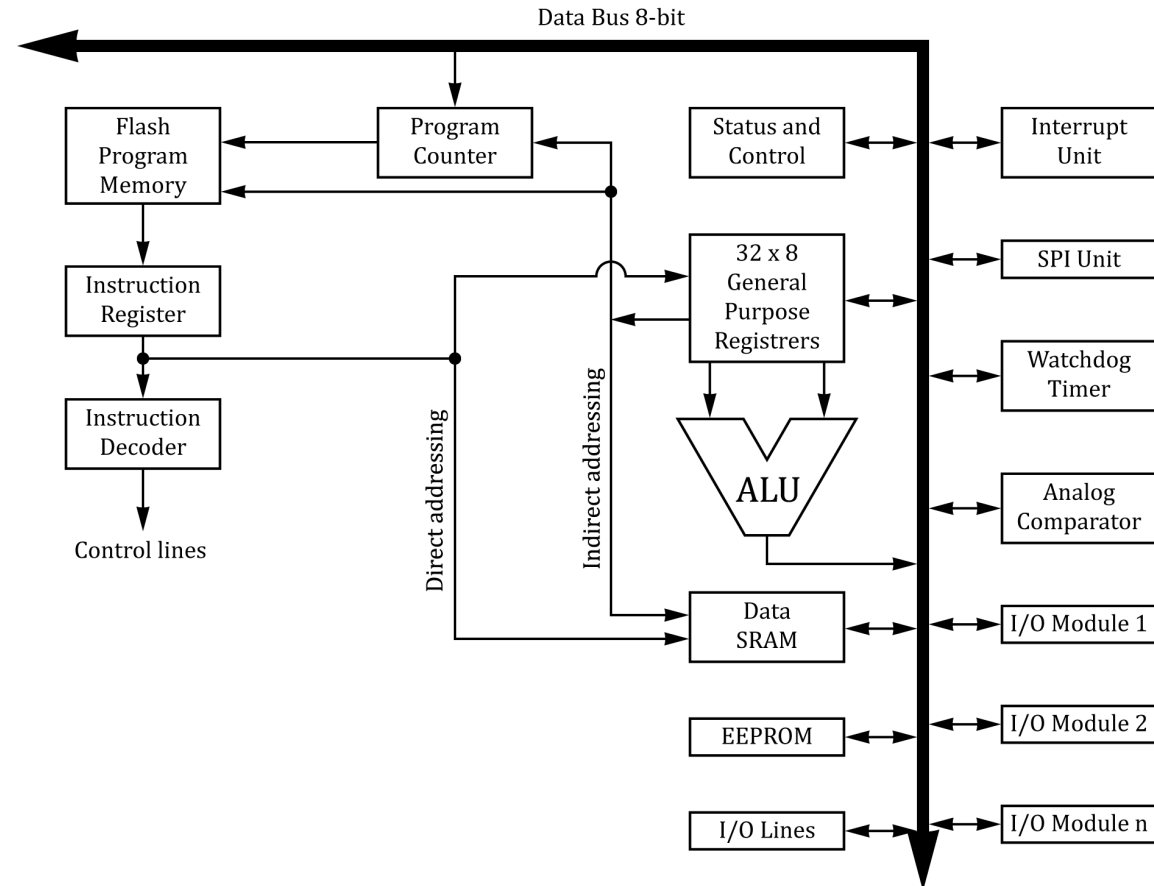 Data Bus 8-bit
Flash
Program
Memory
Program
Counter
Status and
Control
Interrupt
Unit
32 x 8
General
Purpose
Registrers
SPI Unit
Instruction
Register
Watchdog
Timer
Instruction
Decoder
Direct addressing
Indirect addressing
ALU
Analog
Comparator
Control lines
Data
SRAM
I/O Module 1
EEPROM
I/O Module 2
I/O Lines
I/O Module n